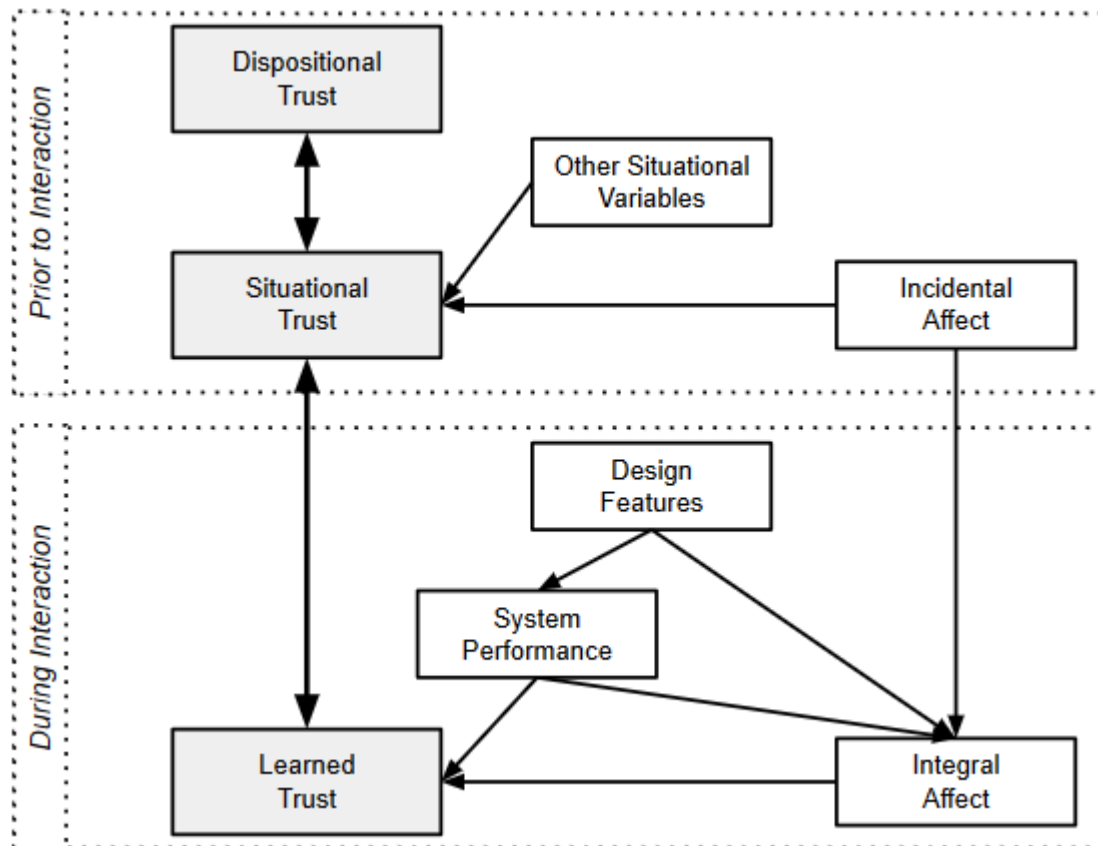 Prior to Interaction
Dispositional
Trust
Other Situational
Variables
Situational
Trust
Incidental
Affect
During Interaction
Design
Features
System
Performance
Learned
Trust
Integral
Affect